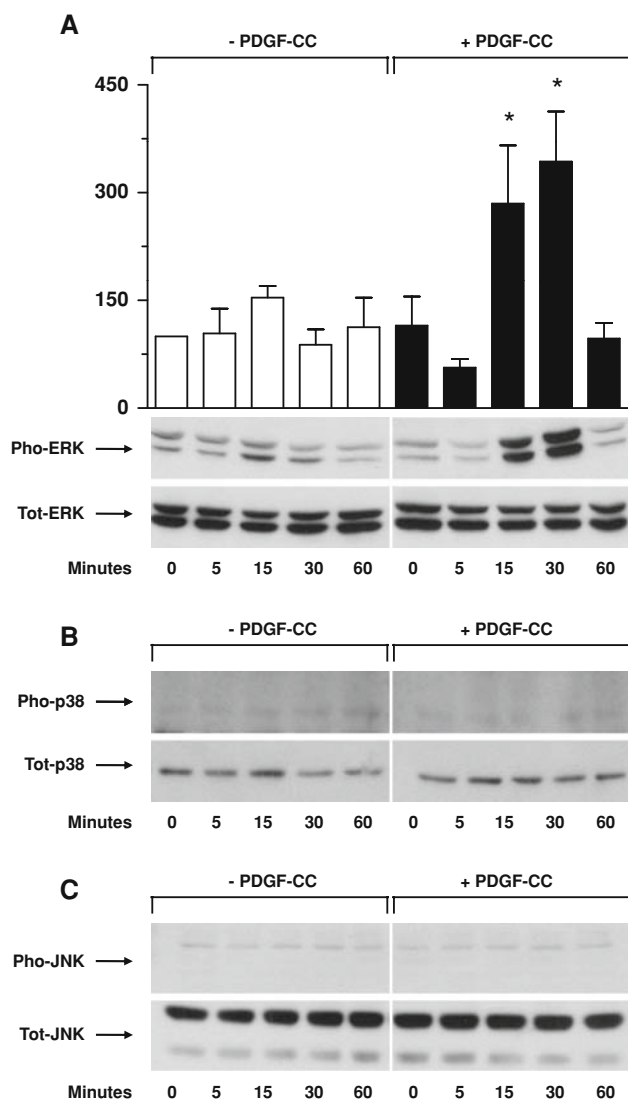 A
- PDGF-CC + PDGF-CC
450
* *
300
150
0
Pho-ERK
Tot-ERK
Minutes 0 5 15 30 60 0 5 15 30 60
B
- PDGF-CC + PDGF-CC
Pho-p38
Tot-p38
Minutes 0 5 15 30 60 0 5 15 30 60
C
- PDGF-CC + PDGF-CC
Pho-JNK
Tot-JNK
Minutes 0 5 15 30 60 0 5 15 30 60